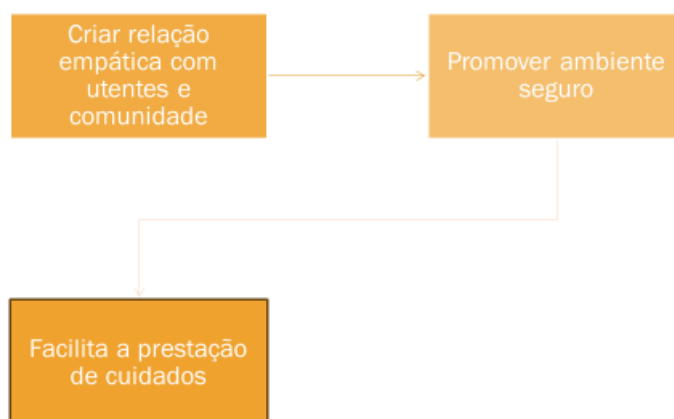 Criar relação
empática com
utentes e
comunidade
Promover ambiente
seguro
Facilita a prestação
de cuidados